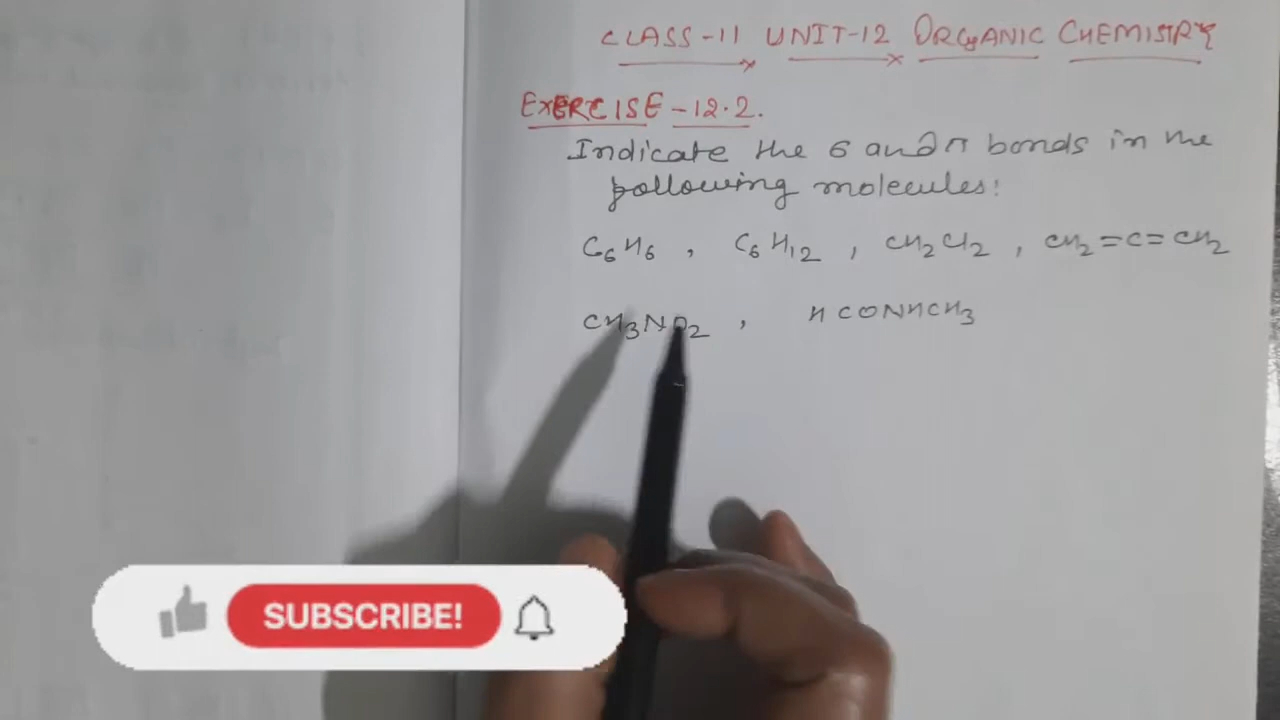 CLASS-11 UNIT-12 ORGANIC CHEMISTRY
EXERCISE-12.2.
Indicate the σ and π bonds in the
following molecules:
C₆H₆ , C₆H₁₂ , CH₂Cl₂ , CH₂=C=CH₂
CH₃NO₂ , HCONHCH₃
SUBSCRIBE!